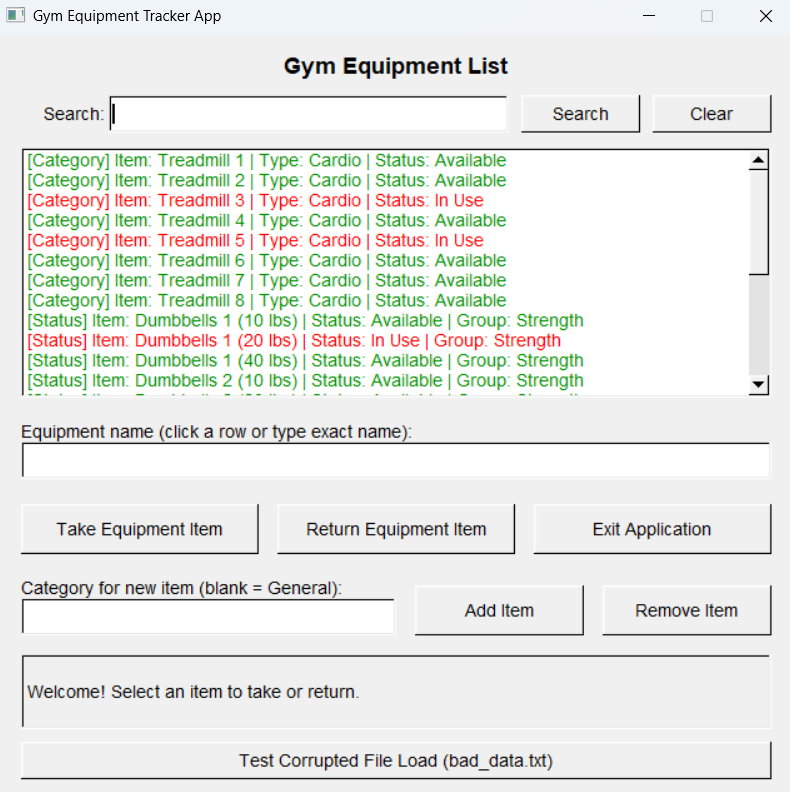 Gym Equipment Tracker App
Gym Equipment List
Search: Search Clear
[Category] Item: Treadmill 1 | Type: Cardio | Status: Available
[Category] Item: Treadmill 2 | Type: Cardio | Status: Available
[Category] Item: Treadmill 3 | Type: Cardio | Status: In Use
[Category] Item: Treadmill 4 | Type: Cardio | Status: Available
[Category] Item: Treadmill 5 | Type: Cardio | Status: In Use
[Category] Item: Treadmill 6 | Type: Cardio | Status: Available
[Category] Item: Treadmill 7 | Type: Cardio | Status: Available
[Category] Item: Treadmill 8 | Type: Cardio | Status: Available
[Status] Item: Dumbbells 1 (10 lbs) | Status: Available | Group: Strength
[Status] Item: Dumbbells 1 (20 lbs) | Status: In Use | Group: Strength
[Status] Item: Dumbbells 1 (40 lbs) | Status: Available | Group: Strength
[Status] Item: Dumbbells 2 (10 lbs) | Status: Available | Group: Strength
Equipment name (click a row or type exact name):
Take Equipment Item Return Equipment Item Exit Application
Category for new item (blank = General):
Add Item Remove Item
Welcome! Select an item to take or return.
Test Corrupted File Load (bad_data.txt)